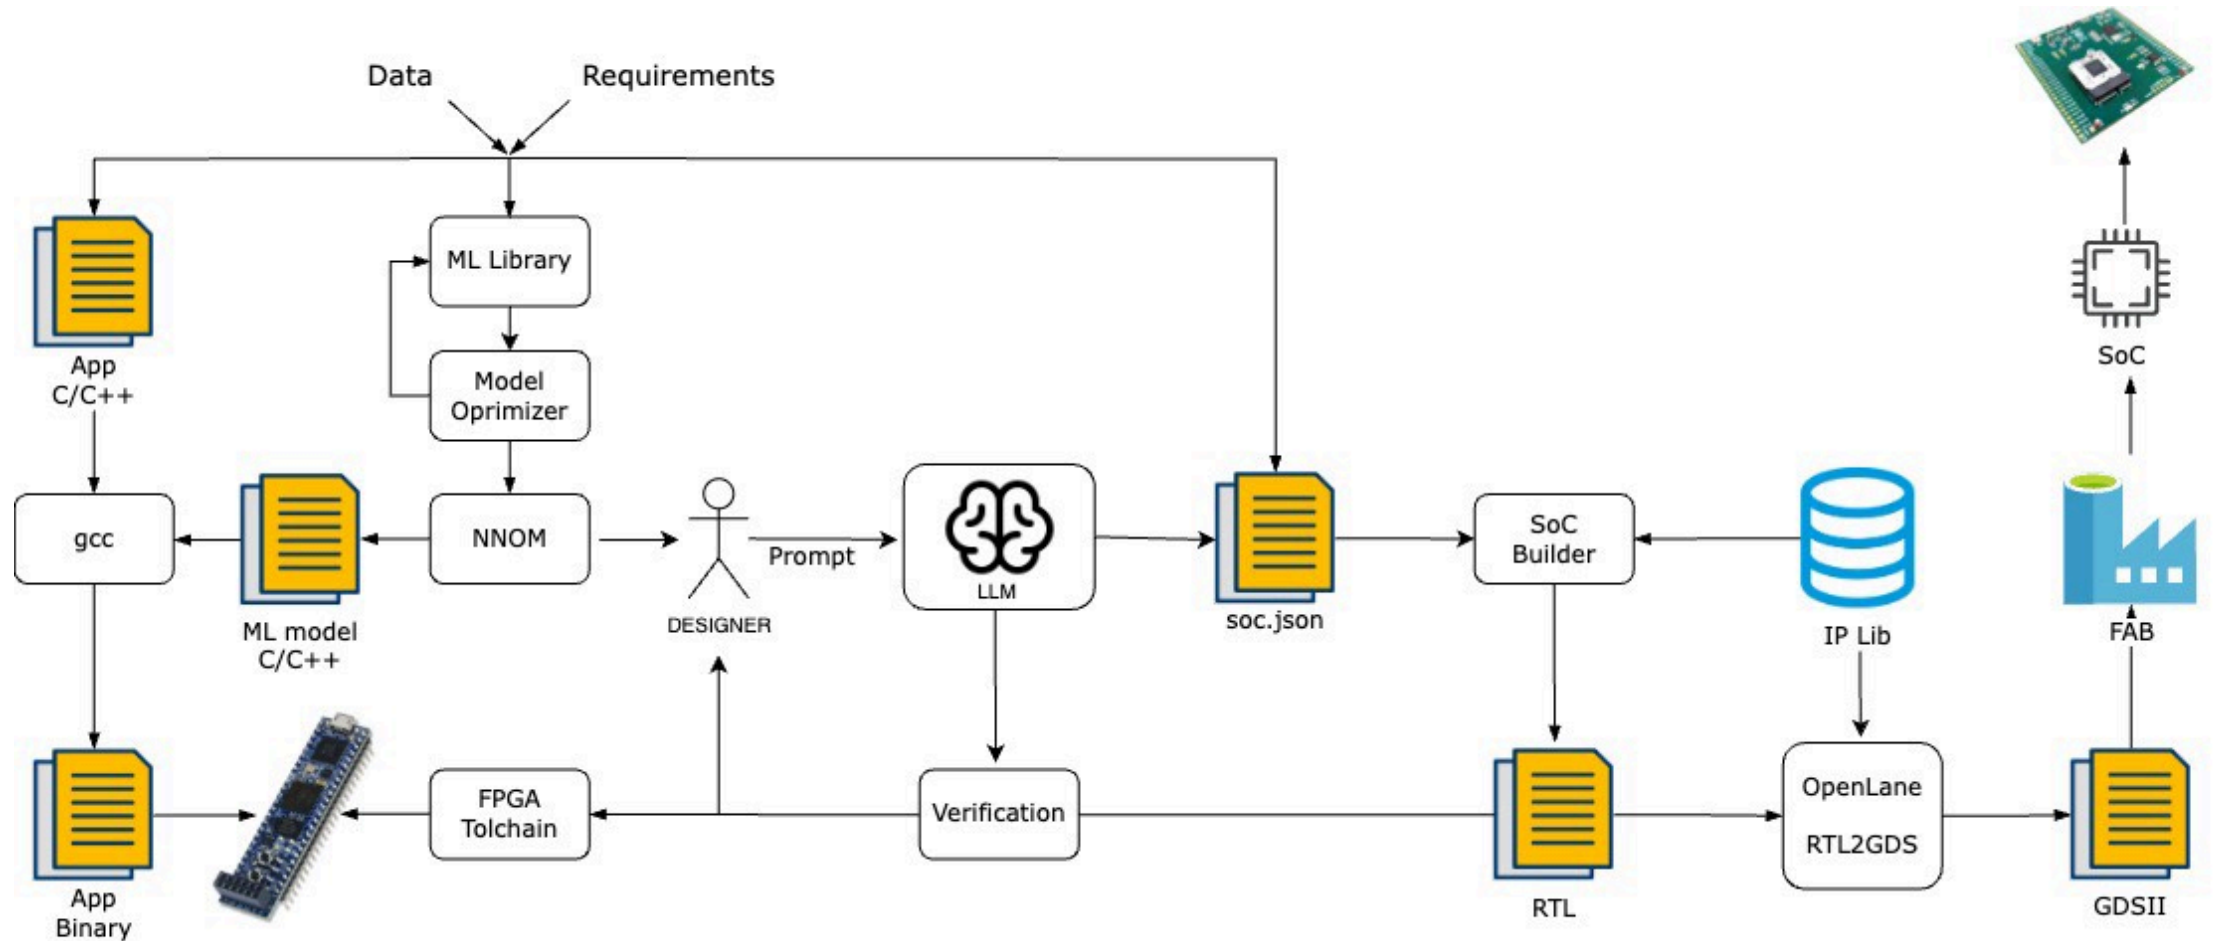 Data
Requirements
ML Library
App
C/C++
SoC
Model
Oprimizer
gcc
NNOM
Prompt
LLM
SoC
Builder
DESIGNER
soc.json
IP Lib
FAB
ML model
C/C++
FPGA
Tolchain
Verification
OpenLane
RTL2GDS
App
Binary
RTL
GDSII